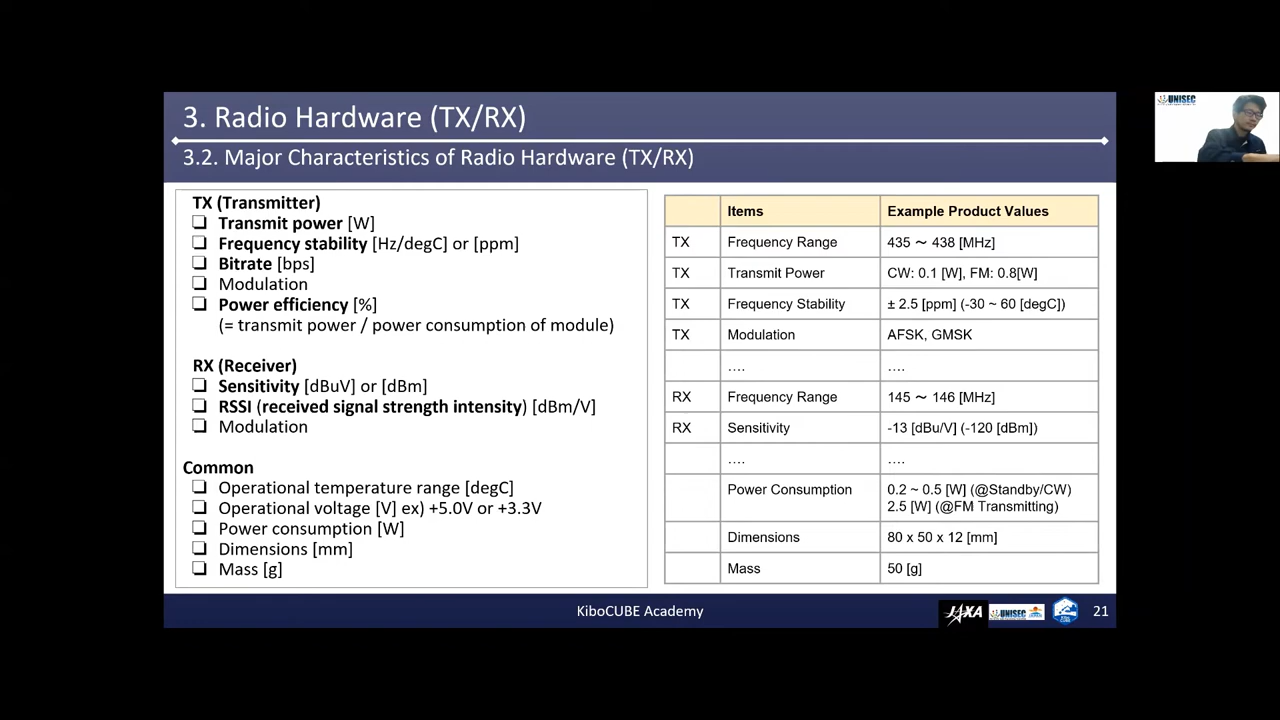 3. Radio Hardware (TX/RX)
3.2. Major Characteristics of Radio Hardware (TX/RX)
TX (Transmitter)
❑ Transmit power [W]
❑ Frequency stability [Hz/degC] or [ppm]
❑ Bitrate [bps]
❑ Modulation
❑ Power efficiency [%]
(= transmit power / power consumption of module)
RX (Receiver)
❑ Sensitivity [dBuV] or [dBm]
❑ RSSI (received signal strength intensity) [dBm/V]
❑ Modulation
Common
❑ Operational temperature range [degC]
❑ Operational voltage [V] ex) +5.0V or +3.3V
❑ Power consumption [W]
❑ Dimensions [mm]
❑ Mass [g]
Items Example Product Values
TX Frequency Range 435 ～ 438 [MHz]
TX Transmit Power CW: 0.1 [W], FM: 0.8[W]
TX Frequency Stability ± 2.5 [ppm] (-30 ~ 60 [degC])
TX Modulation AFSK, GMSK
.... ....
RX Frequency Range 145 ～ 146 [MHz]
RX Sensitivity -13 [dBu/V] (-120 [dBm])
.... ....
Power Consumption 0.2 ~ 0.5 [W] (@Standby/CW)
2.5 [W] (@FM Transmitting)
Dimensions 80 x 50 x 12 [mm]
Mass 50 [g]
KiboCUBE Academy
JAXA
UNISEC
21
UNISEC